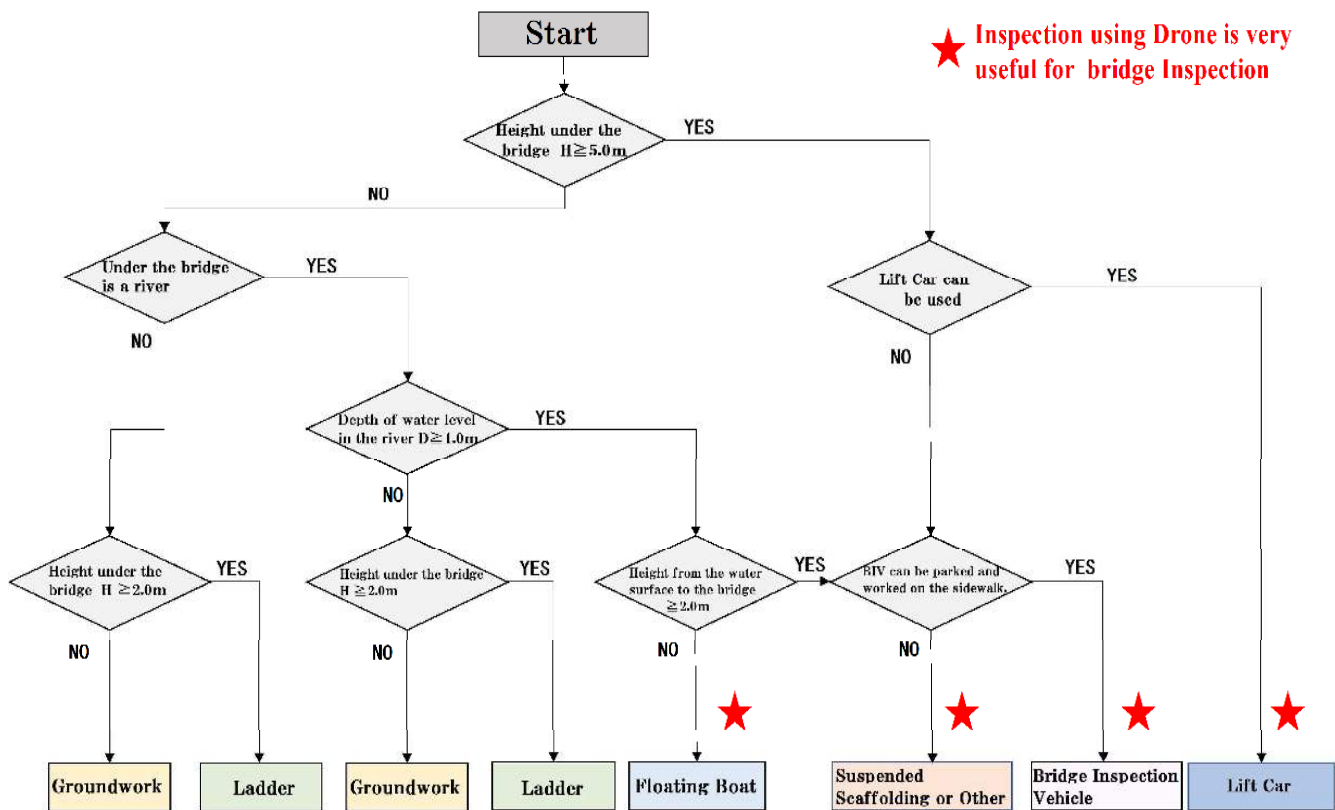 Start
Inspection using Drone is very
useful for bridge Inspection
Height under the
bridge H≧5.0m
YES
NO
Under the bridge
is a river
YES
NO
Lift Car can
be used
YES
NO
Depth of water level
in the river D≧1.0m
YES
NO
Height under the
bridge H ≧2.0m
YES
NO
Height under the bridge
H ≧2.0m
YES
NO
Height from the water
surface to the bridge
≧2.0m
YES
NO
BIV can be parked and
worked on the sidewalk.
YES
NO
Groundwork
Ladder
Groundwork
Ladder
Floating Boat
Suspended
Scaffolding or Other
Bridge Inspection
Vehicle
Lift Car